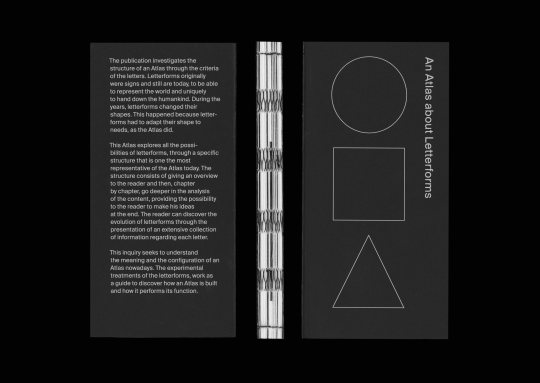 The publication investigates the
structure of an Atlas through the criteria
of the letters. Letterforms originally
were signs and still are today, to be able
to represent the world and uniquely
to hand down the humankind. During the
years, letterforms changed their
shapes. This happened because letter-
forms had to adapt their shape to
needs, as the Atlas did.
This Atlas explores all the possi-
bilities of letterforms, through a specific
structure that is one the most
representative of the Atlas today. The
structure consists of giving an overview
to the reader and then, chapter
by chapter, go deeper in the analysis
of the content, providing the possibility
to the reader to make his ideas
at the end. The reader can discover the
evolution of letterforms through the
presentation of an extensive collection
of information regarding each letter.
This inquiry seeks to understand
the meaning and the configuration of an
Atlas nowadays. The experimental
treatments of the letterforms, work as
a guide to discover how an Atlas is built
and how it performs its function.
An Atlas about Letterforms